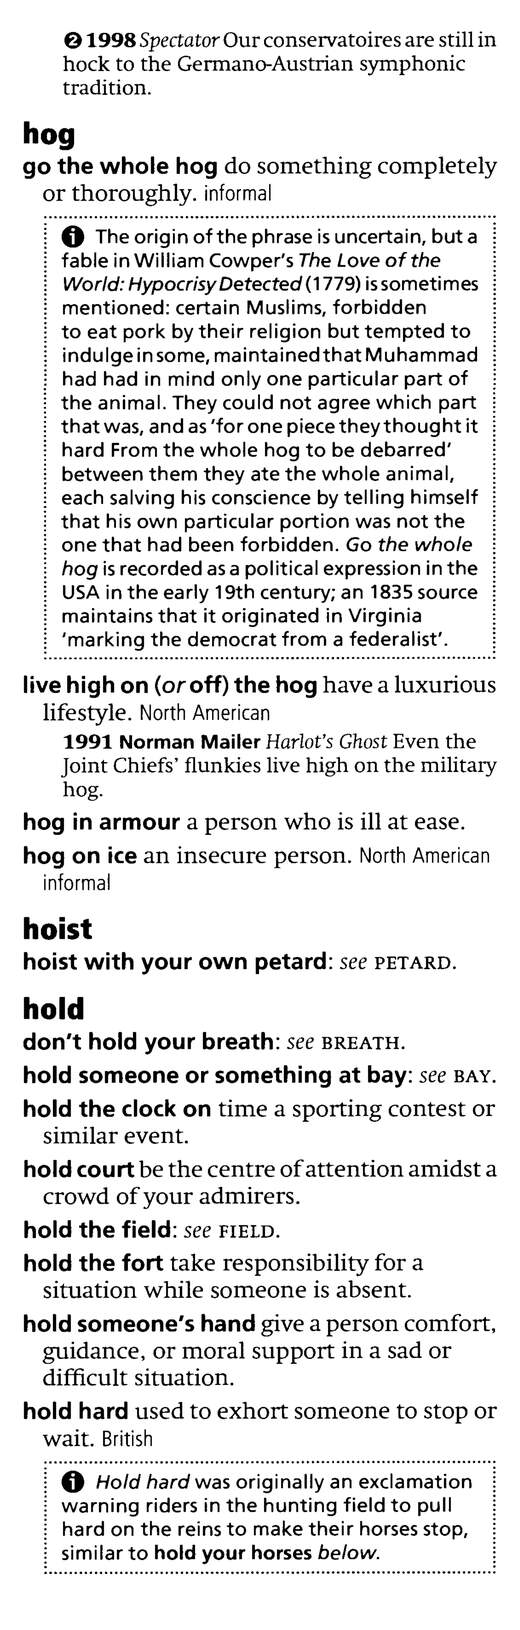 ❷ 1998 Spectator Our conservatoires are still in
hock to the Germano-Austrian symphonic
tradition.
hog
go the whole hog do something completely
or thoroughly. informal
ℹ The origin of the phrase is uncertain, but a
fable in William Cowper's The Love of the
World: Hypocrisy Detected (1779) is sometimes
mentioned: certain Muslims, forbidden
to eat pork by their religion but tempted to
indulge in some, maintained that Muhammad
had had in mind only one particular part of
the animal. They could not agree which part
that was, and as 'for one piece they thought it
hard From the whole hog to be debarred'
between them they ate the whole animal,
each salving his conscience by telling himself
that his own particular portion was not the
one that had been forbidden. Go the whole
hog is recorded as a political expression in the
USA in the early 19th century; an 1835 source
maintains that it originated in Virginia
'marking the democrat from a federalist'.
live high on (or off) the hog have a luxurious
lifestyle. North American
1991 Norman Mailer Harlot's Ghost Even the
Joint Chiefs' flunkies live high on the military
hog.
hog in armour a person who is ill at ease.
hog on ice an insecure person. North American
informal
hoist
hoist with your own petard: see PETARD.
hold
don't hold your breath: see BREATH.
hold someone or something at bay: see BAY.
hold the clock on time a sporting contest or
similar event.
hold court be the centre of attention amidst a
crowd of your admirers.
hold the field: see FIELD.
hold the fort take responsibility for a
situation while someone is absent.
hold someone's hand give a person comfort,
guidance, or moral support in a sad or
difficult situation.
hold hard used to exhort someone to stop or
wait. British
ℹ Hold hard was originally an exclamation
warning riders in the hunting field to pull
hard on the reins to make their horses stop,
similar to hold your horses below.